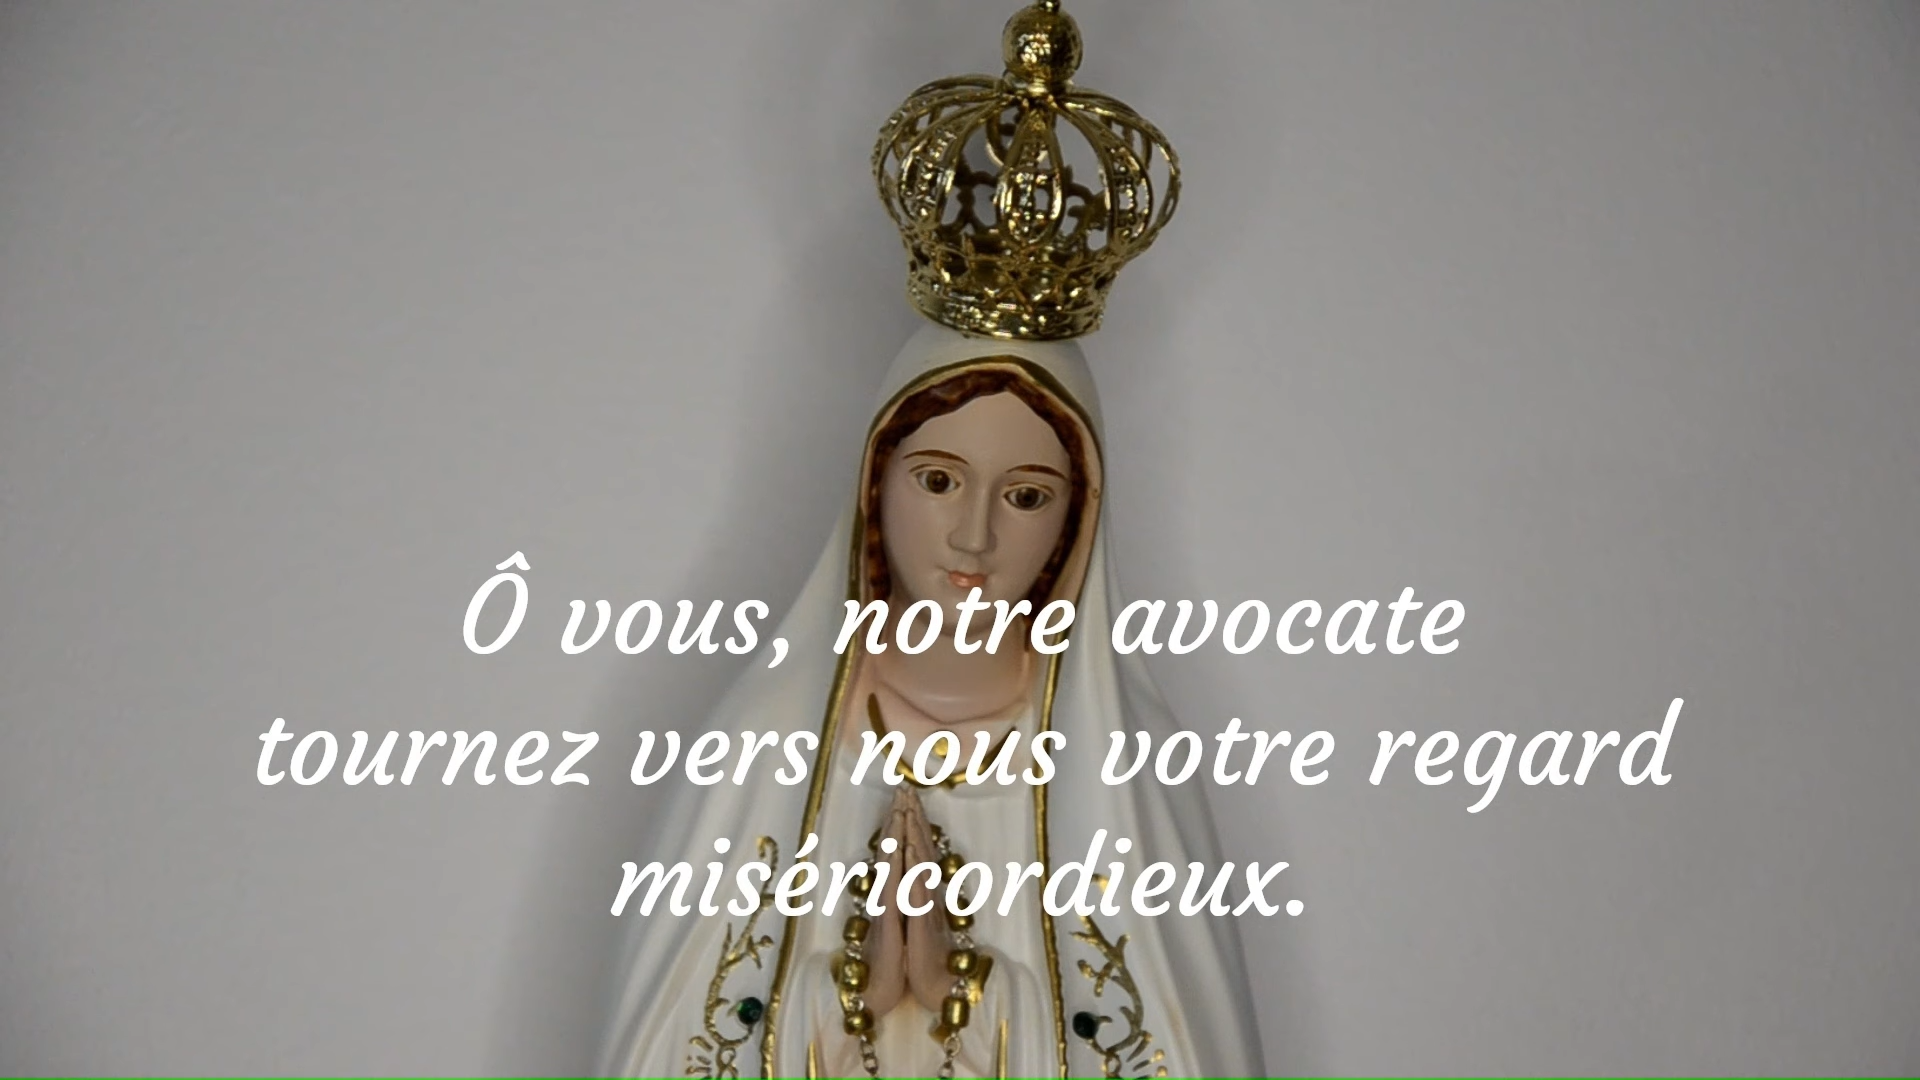 Ô vous, notre avocate
tournez vers nous votre regard
miséricordieux.